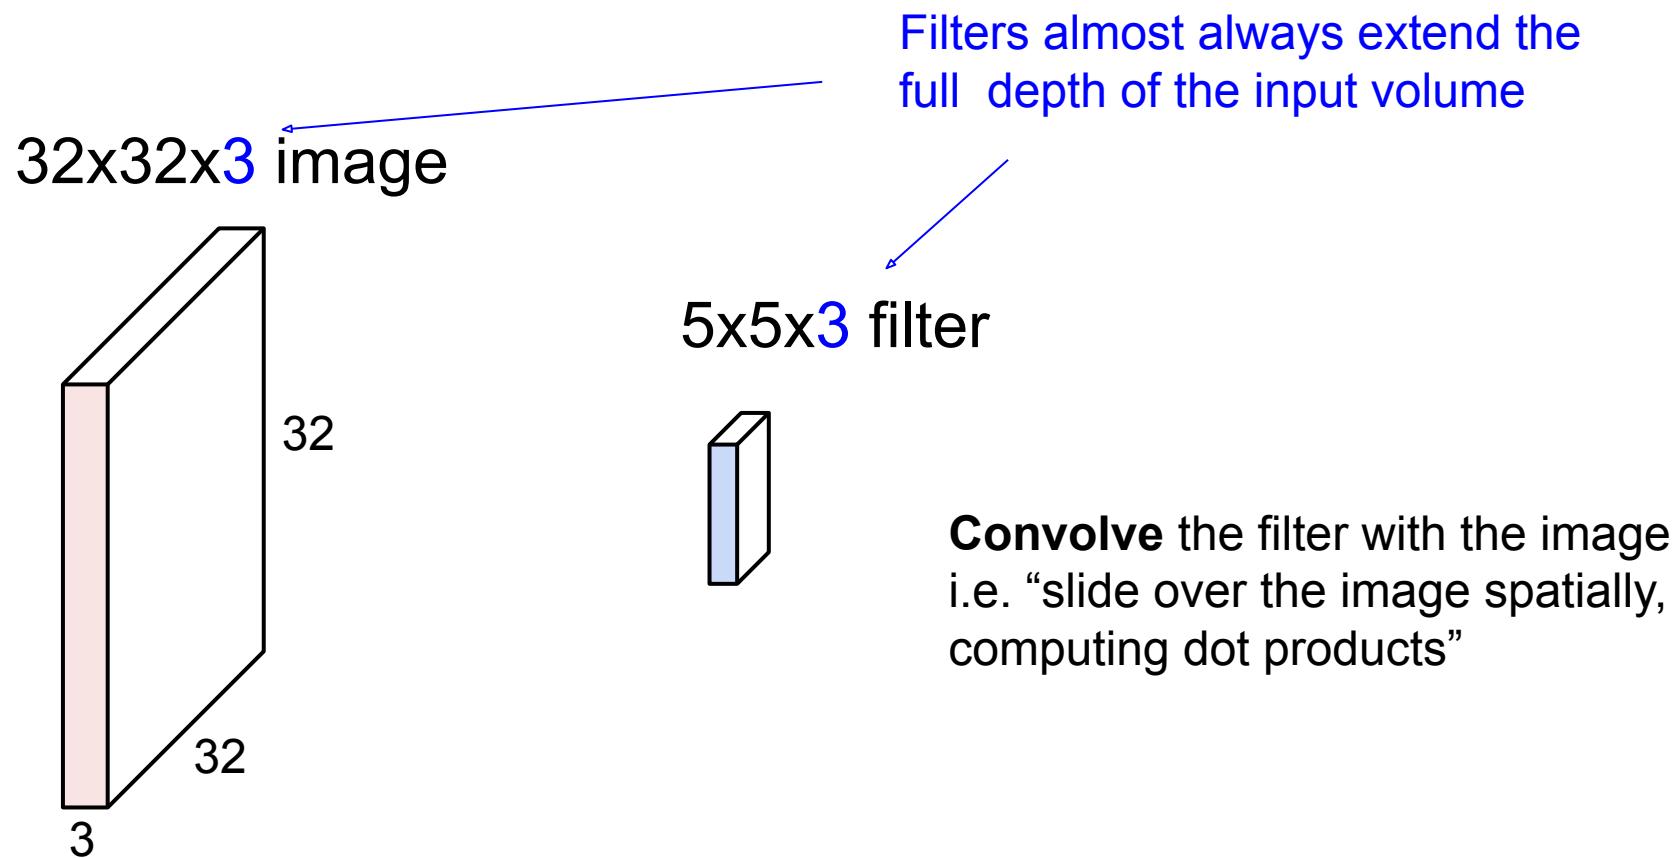 Filters almost always extend the
full  depth of the input volume
32x32x3 image
5x5x3 filter
32
32
3
Convolve the filter with the image
i.e. “slide over the image spatially,
computing dot products”